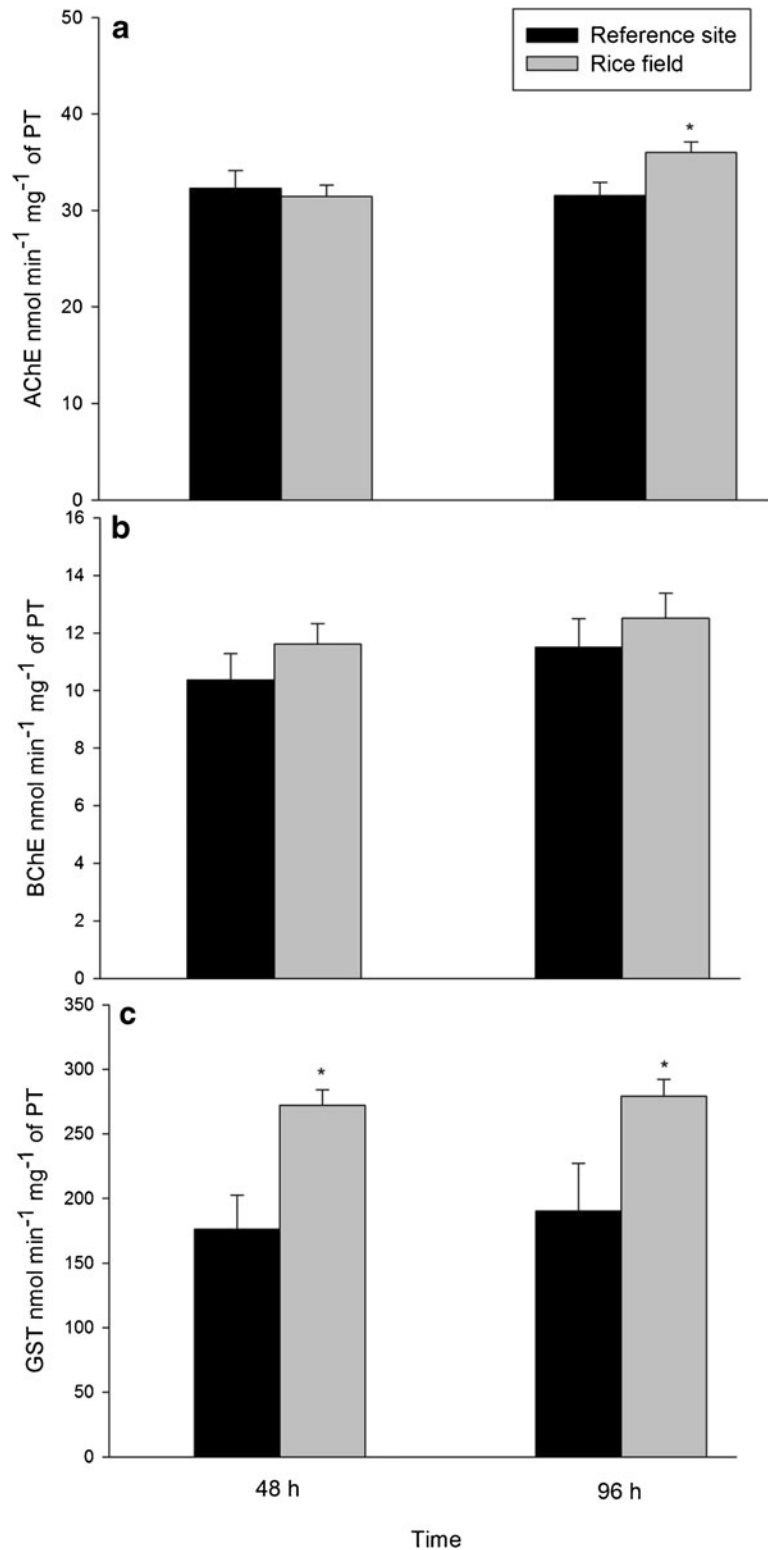 a
Reference site
Rice field
50
40
30
20
10
0
*
AChE nmol min⁻¹ mg⁻¹ of PT
b
16
14
12
10
8
6
4
2
0
BChE nmol min⁻¹ mg⁻¹ of PT
c
350
300
250
200
150
100
50
0
*
*
GST nmol min⁻¹ mg⁻¹ of PT
48 h
96 h
Time